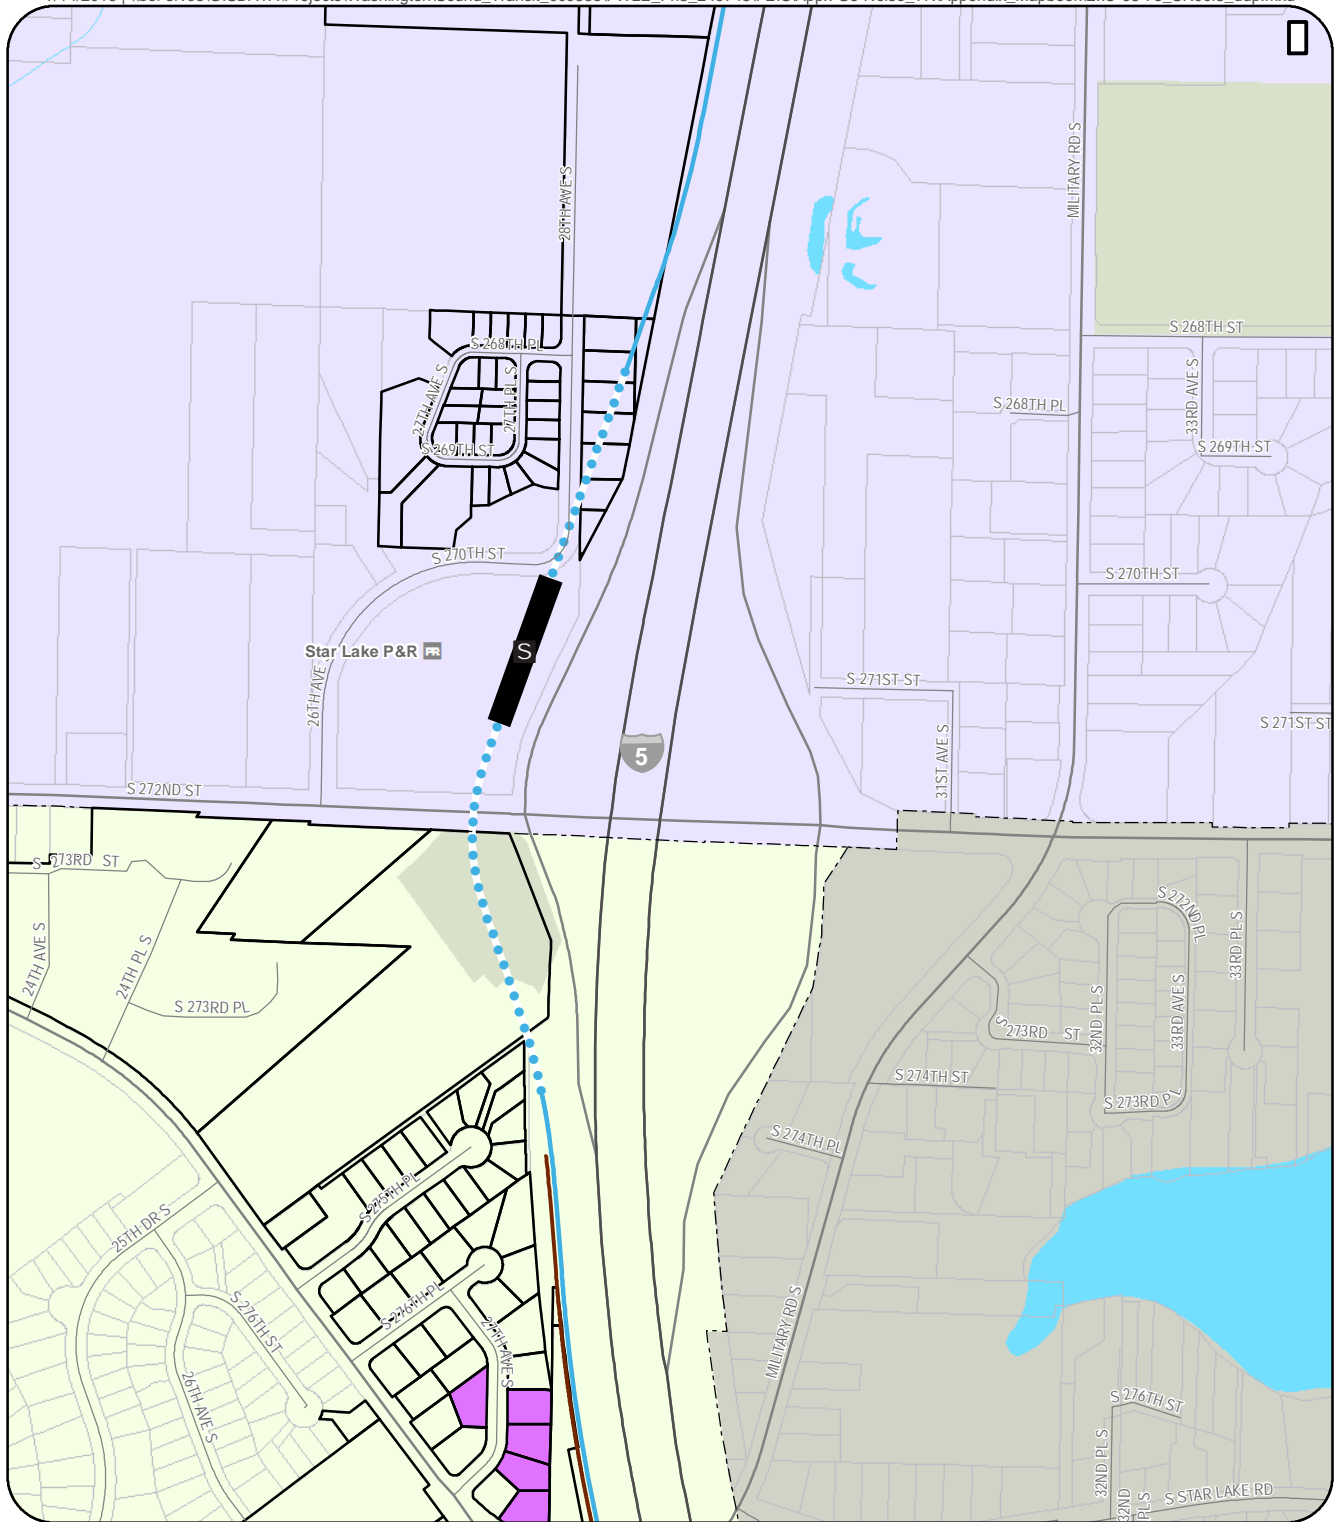 MILITARY RD S
28TH AVE S
S 268TH ST
S 268TH PL
27TH AVE S
27TH PL S
33RD AVE S
S 268TH PL
S 269TH ST
S 269TH ST
S 270TH ST
S 270TH ST
Star Lake P&R PR
S
26TH AVE
S 271ST ST
S 271ST ST
5
31ST AVE S
S 272ND ST
S 273RD ST
S 272ND PL
24TH AVE S
24TH PL S
33RD PL S
S 273RD PL
32ND PL S
33RD AVE S
S 273RD ST
S 274TH ST
S 273RD PL
S 274TH PL
S 275TH PL
25TH DR S
S 276TH ST
S 276TH PL
27TH AVE S
MILITARY RD S
26TH AVE S
S 276TH ST
32ND PL S
32ND PL S
S STAR LAKE RD